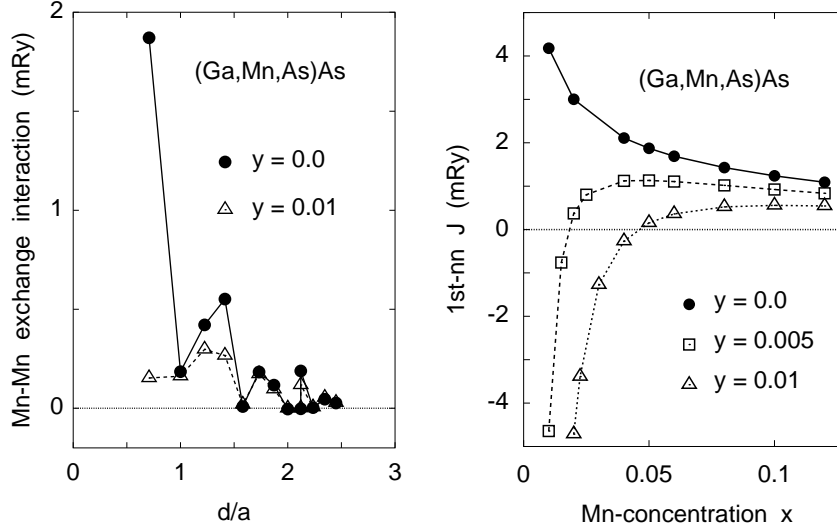 2
1
0
0
1
2
3
Mn-Mn exchange interaction (mRy)
d/a
(Ga,Mn,As)As
y = 0.0
y = 0.01
4
2
0
-2
-4
0
0.05
0.1
1st-nn J (mRy)
Mn-concentration x
(Ga,Mn,As)As
y = 0.0
y = 0.005
y = 0.01